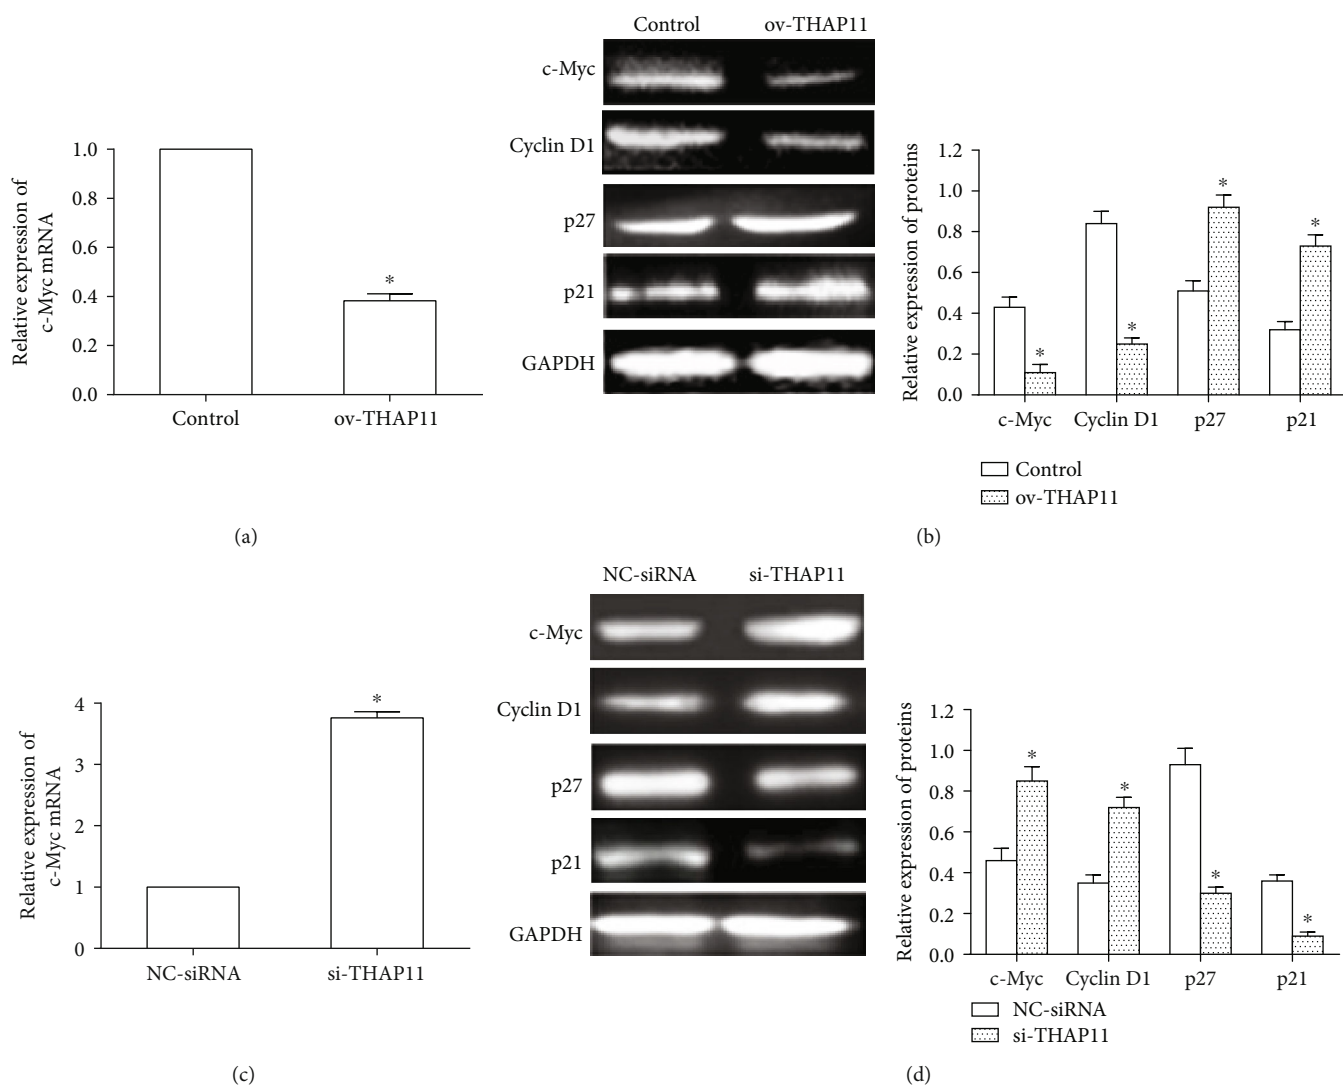 Relative expression of
c-Myc mRNA
1.0
0.8
0.6
0.4
0.2
0.0
*
Control
ov-THAP11
(a)
Control ov-THAP11
c-Myc
Cyclin D1
p27
p21
GAPDH
Relative expression of proteins
1.2
1.0
0.8
0.6
0.4
0.2
0.0
* * * *
c-Myc Cyclin D1 p27 p21
Control
ov-THAP11
(b)
Relative expression of
c-Myc mRNA
4
3
2
1
0
*
NC-siRNA
si-THAP11
(c)
NC-siRNA si-THAP11
c-Myc
Cyclin D1
p27
p21
GAPDH
Relative expression of proteins
1.2
1.0
0.8
0.6
0.4
0.2
0.0
* * * *
c-Myc Cyclin D1 p27 p21
NC-siRNA
si-THAP11
(d)